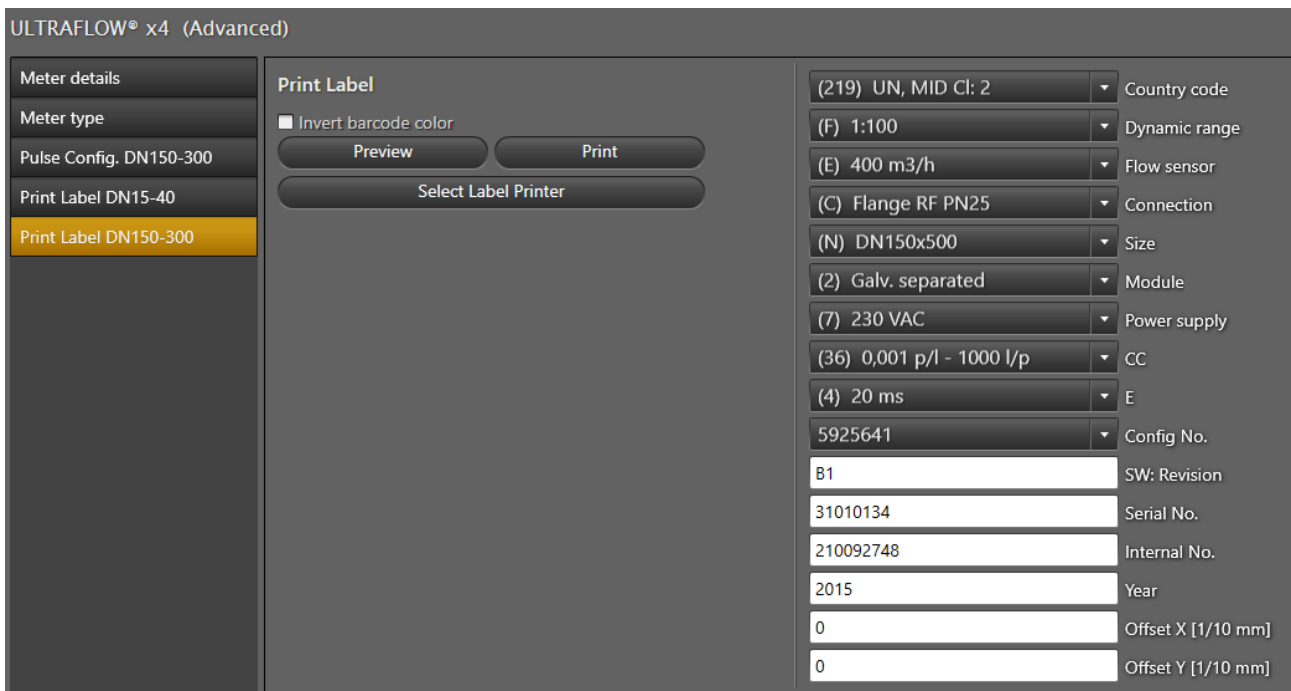 ULTRAFLOW® x4 (Advanced)
Meter details
Meter type
Pulse Config. DN150-300
Print Label DN15-40
Print Label DN150-300
Print Label
Invert barcode color
Preview Print
Select Label Printer
(219) UN, MID Cl: 2 Country code
(F) 1:100 Dynamic range
(E) 400 m3/h Flow sensor
(C) Flange RF PN25 Connection
(N) DN150x500 Size
(2) Galv. separated Module
(7) 230 VAC Power supply
(36) 0,001 p/l - 1000 l/p CC
(4) 20 ms E
5925641 Config No.
B1 SW: Revision
31010134 Serial No.
210092748 Internal No.
2015 Year
0 Offset X [1/10 mm]
0 Offset Y [1/10 mm]